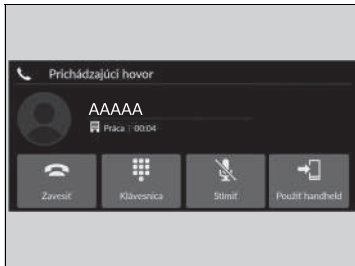 Prichádzajúci hovor
AAAAA
Práca 00:04
Zavesiť
Klávesnica
Stlmiť
Použiť handheld